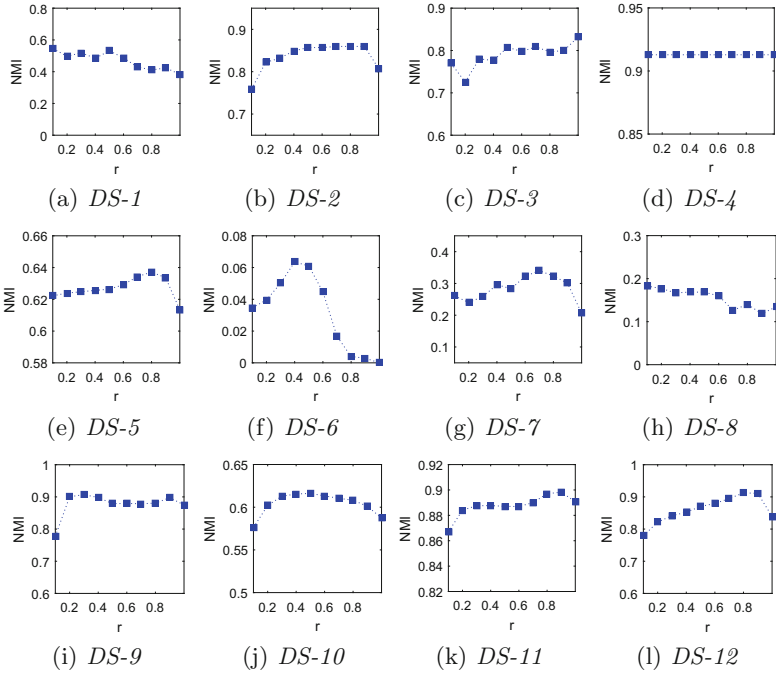 0.8
0.6
0.4
0.2
0
NMI
0.2 0.4 0.6 0.8
r
(a) DS-1
0.9
0.8
0.7
NMI
0.2 0.4 0.6 0.8
r
(b) DS-2
0.9
0.8
0.7
0.6
NMI
0.2 0.4 0.6 0.8
r
(c) DS-3
0.95
0.9
0.85
NMI
0.2 0.4 0.6 0.8
r
(d) DS-4
0.66
0.64
0.62
0.6
0.58
NMI
0.2 0.4 0.6 0.8
r
(e) DS-5
0.08
0.06
0.04
0.02
0
NMI
0.2 0.4 0.6 0.8
r
(f) DS-6
0.4
0.3
0.2
0.1
NMI
0.2 0.4 0.6 0.8
r
(g) DS-7
0.3
0.2
0.1
0
NMI
0.2 0.4 0.6 0.8
r
(h) DS-8
1
0.9
0.8
0.7
0.6
NMI
0.2 0.4 0.6 0.8
r
(i) DS-9
0.65
0.6
0.55
0.5
NMI
0.2 0.4 0.6 0.8
r
(j) DS-10
0.92
0.9
0.88
0.86
0.84
0.82
NMI
0.2 0.4 0.6 0.8
r
(k) DS-11
1
0.9
0.8
0.7
0.6
NMI
0.2 0.4 0.6 0.8
r
(l) DS-12